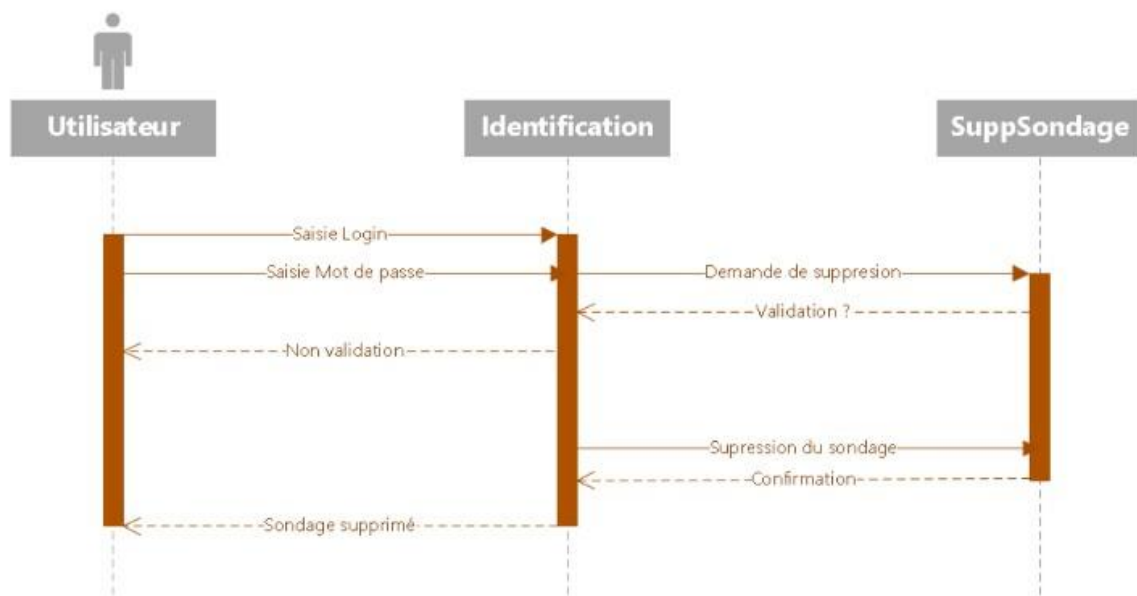 Utilisateur
Identification
SuppSondage
Saisie Login
Saisie Mot de passe
Demande de suppresion
Validation ?
Non validation
Supression du sondage
Confirmation
Sondage supprimé